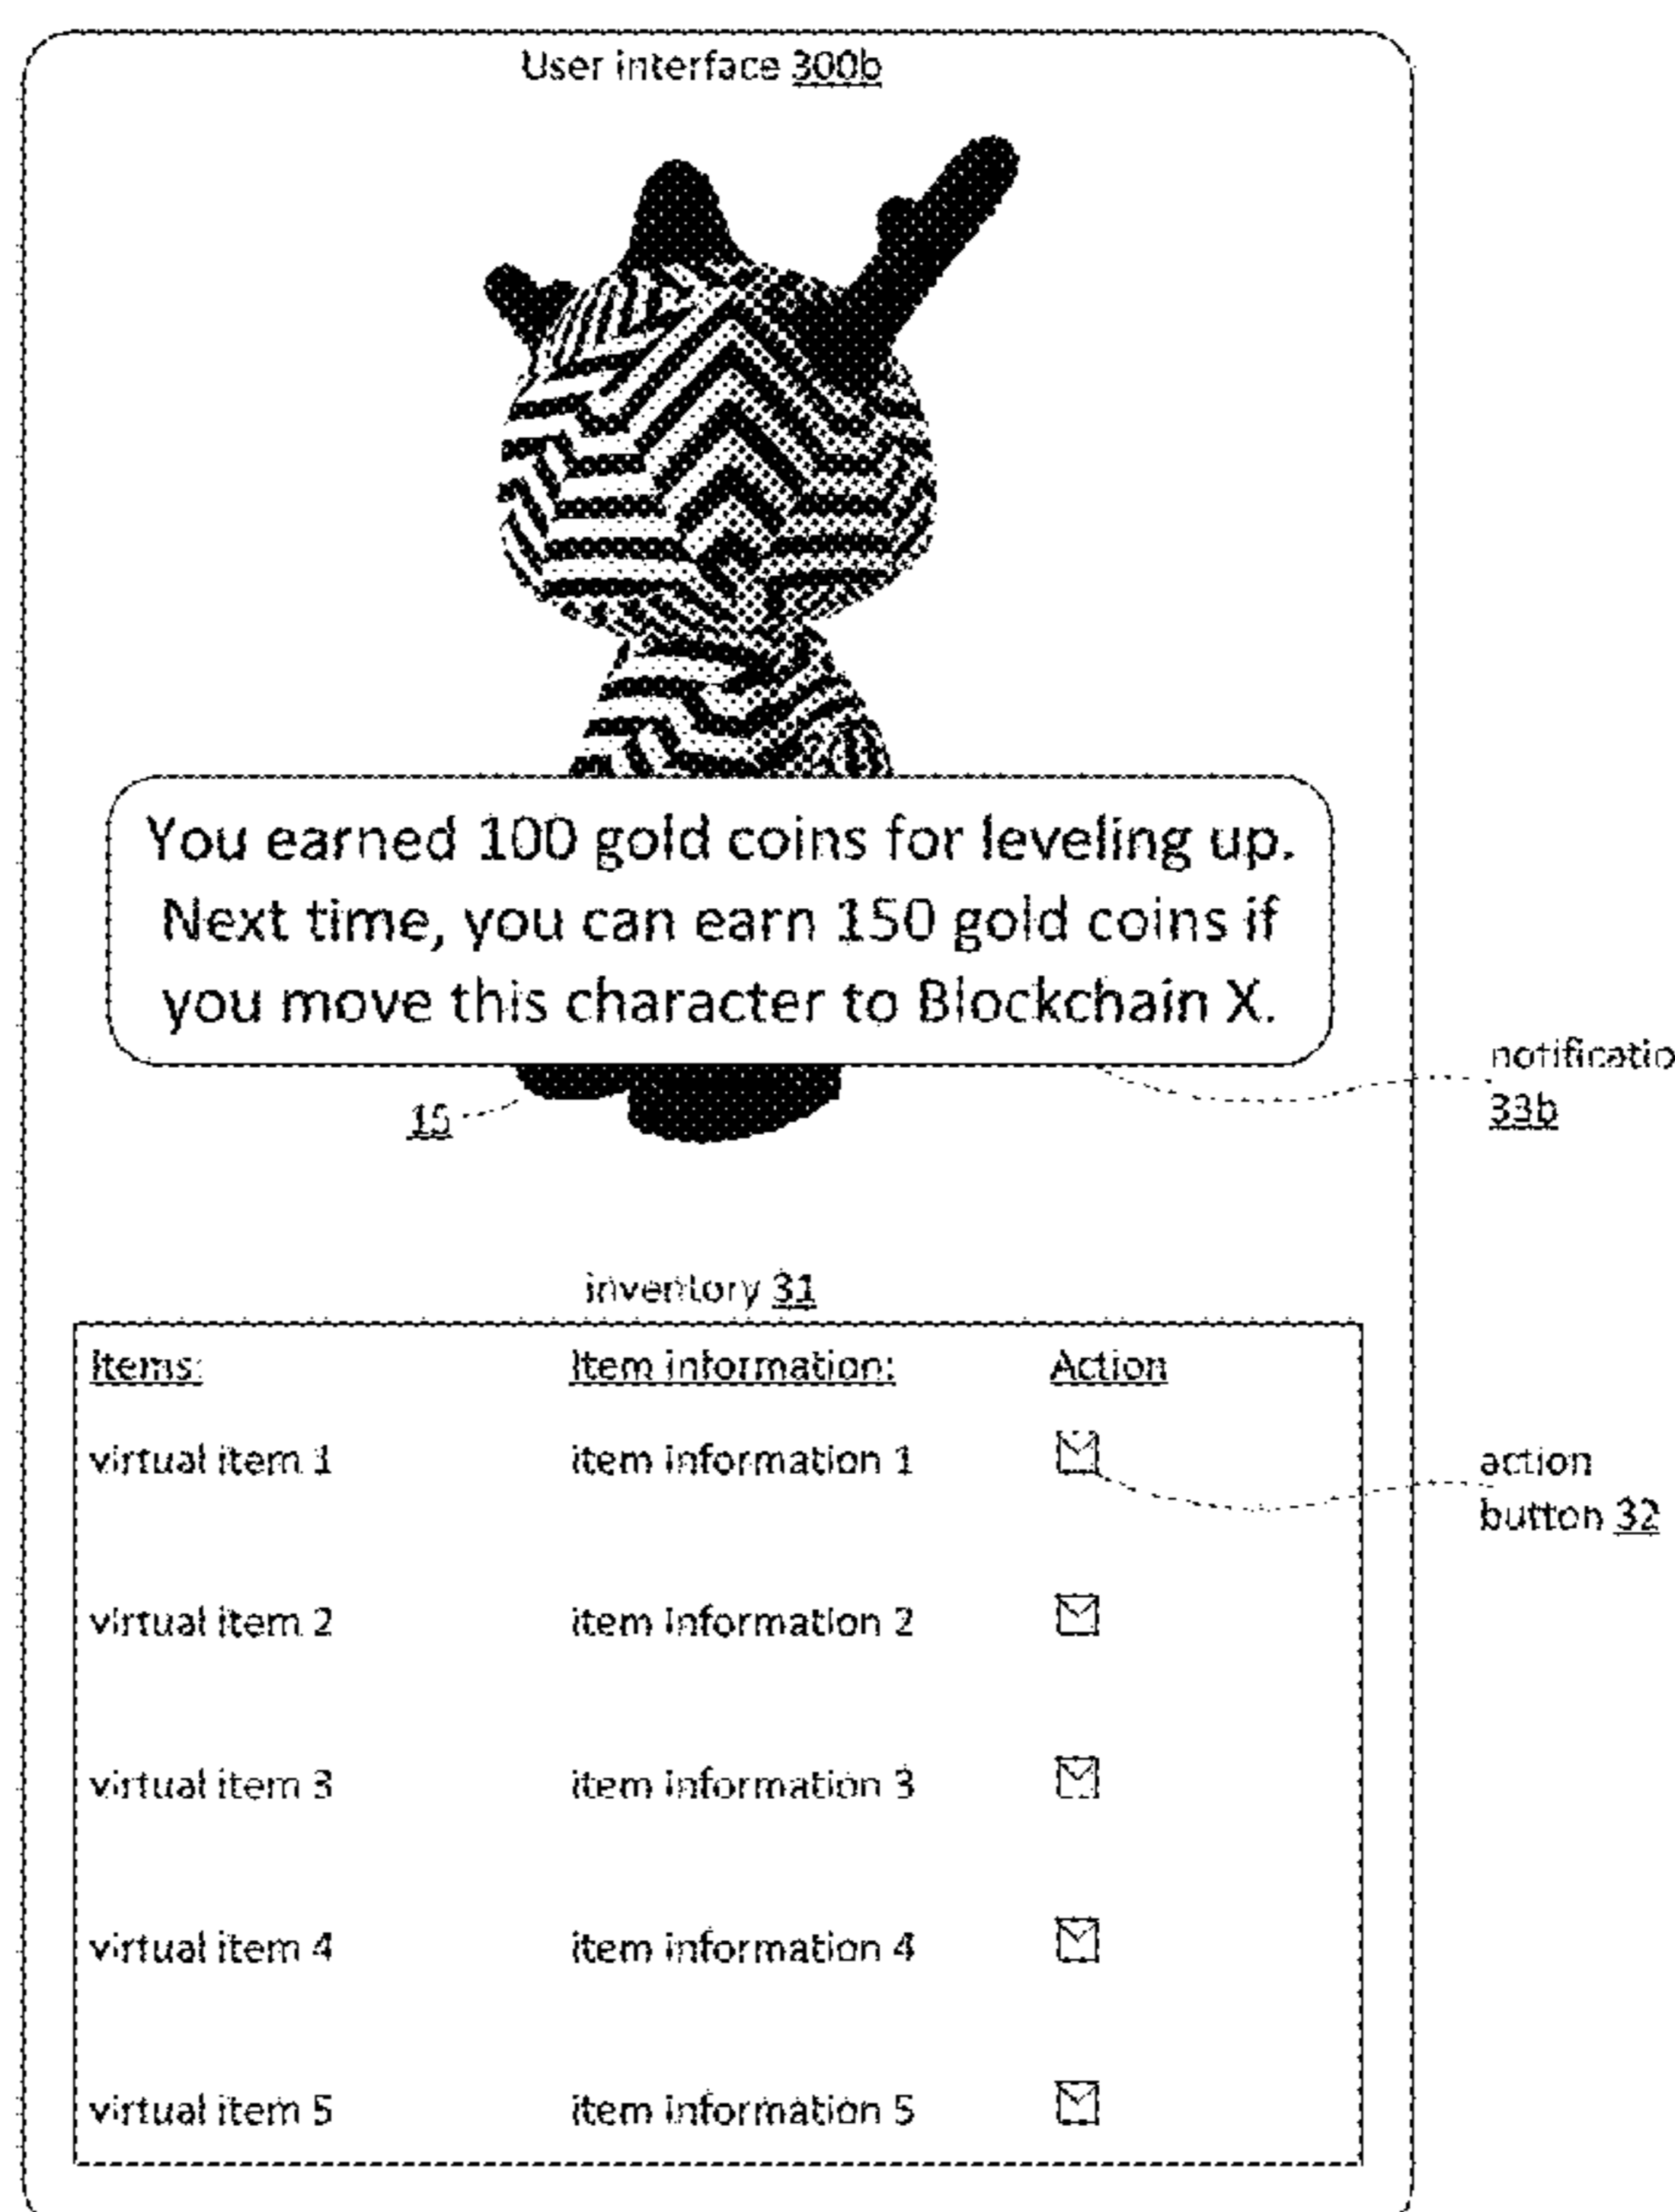 User interface 300b
You earned 100 gold coins for leveling up.
Next time, you can earn 150 gold coins if
you move this character to Blockchain X.
notificatio
33b
15
inventory 31
Items: Item information: Action
virtual item 1 item information 1
action
button 32
virtual item 2 item information 2
virtual item 3 item information 3
virtual item 4 item information 4
virtual item 5 item information 5